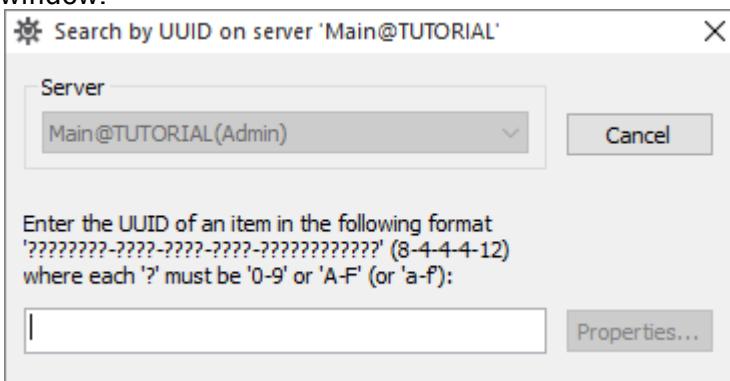 window.
Search by UUID on server 'Main@TUTORIAL'
Server
Main@TUTORIAL(Admin)
Cancel
Enter the UUID of an item in the following format
'????????-????-????-????-????????????' (8-4-4-4-12)
where each '?' must be '0-9' or 'A-F' (or 'a-f'):
Properties...